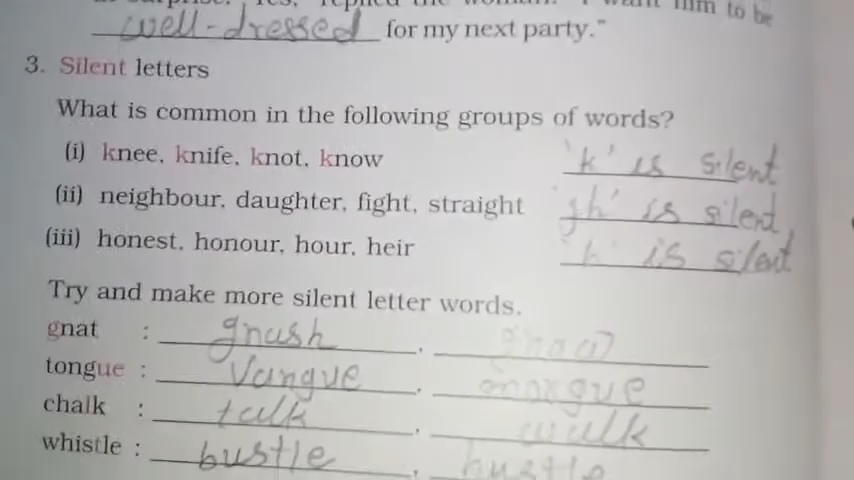 well-dressed for my next party."
3. Silent letters
What is common in the following groups of words?
(i) knee, knife, knot, know 'k' is silent
(ii) neighbour, daughter, fight, straight 'gh' is silent
(iii) honest, honour, hour, heir 'h' is silent
Try and make more silent letter words.
gnat : gnash,
tongue : Vangue,
chalk : talk, walk
whistle : bustle, hustle